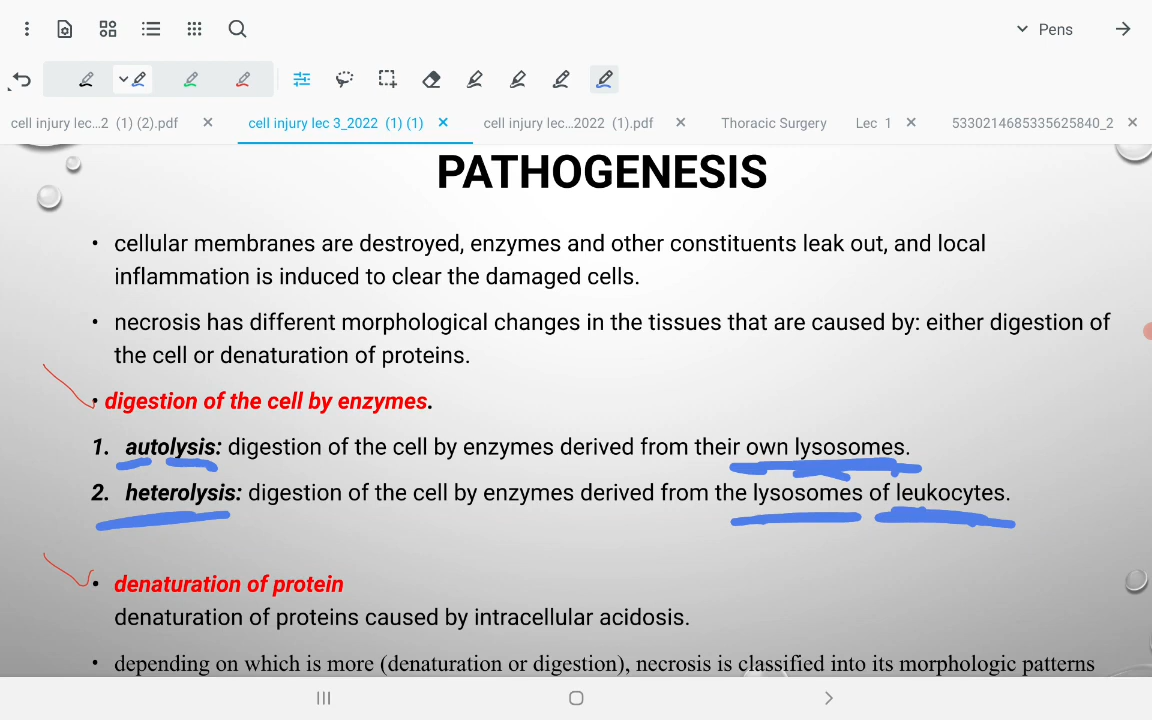 Pens
cell injury lec...2 (1) (2).pdf
cell injury lec 3_2022 (1) (1)
cell injury lec...2022 (1).pdf
Thoracic Surgery Lec 1
5330214685335625840_2
PATHOGENESIS
• cellular membranes are destroyed, enzymes and other constituents leak out, and local
inflammation is induced to clear the damaged cells.
• necrosis has different morphological changes in the tissues that are caused by: either digestion of
the cell or denaturation of proteins.
• digestion of the cell by enzymes.
1. autolysis: digestion of the cell by enzymes derived from their own lysosomes.
2. heterolysis: digestion of the cell by enzymes derived from the lysosomes of leukocytes.
• denaturation of protein
denaturation of proteins caused by intracellular acidosis.
• depending on which is more (denaturation or digestion), necrosis is classified into its morphologic patterns